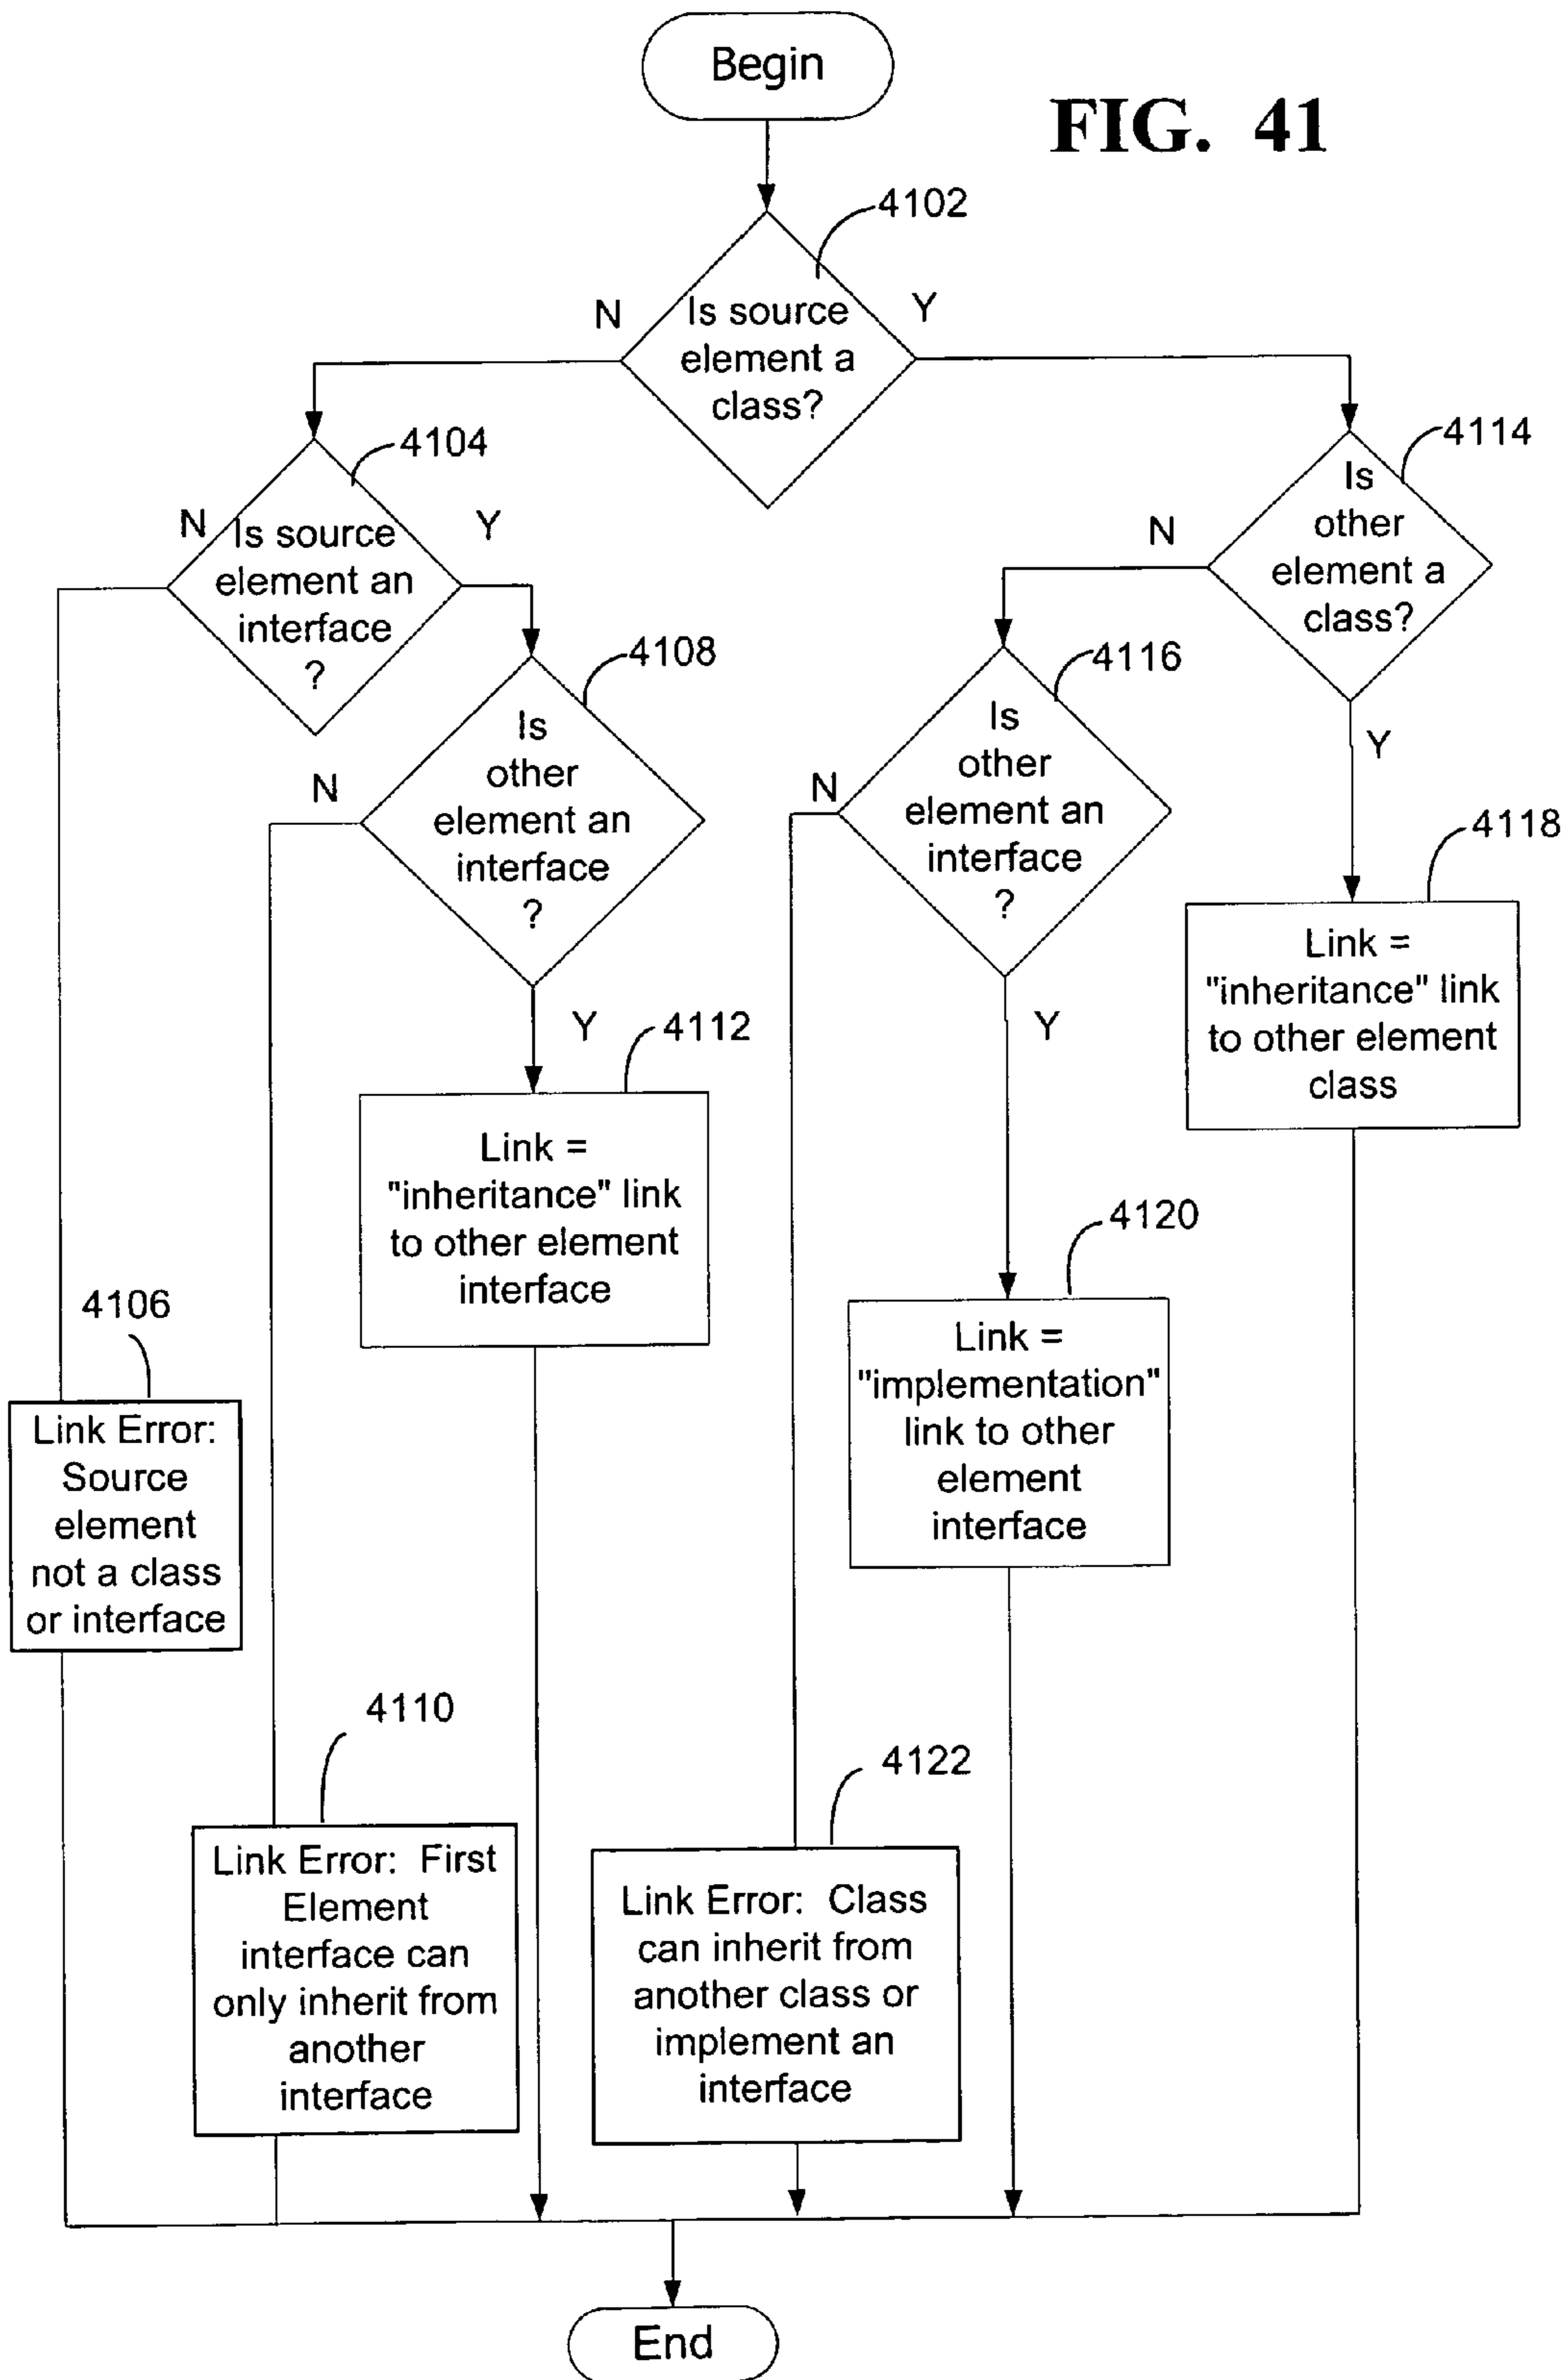 Begin
FIG. 41
4102
N
Y
Is source
element a
class?
4104
4114
N
Y
Is source
element an
interface
?
N
Is
other
element a
class?
4108
4116
Y
N
Is
other
element an
interface
?
N
Is
other
element an
interface
?
4118
Link =
"inheritance" link
to other element
class
Y
4112
Y
Link =
"inheritance" link
to other element
interface
4120
Link =
"implementation"
link to other
element
interface
4106
Link Error:
Source
element
not a class
or interface
4110
4122
Link Error: First
Element
interface can
only inherit from
another
interface
Link Error: Class
can inherit from
another class or
implement an
interface
End